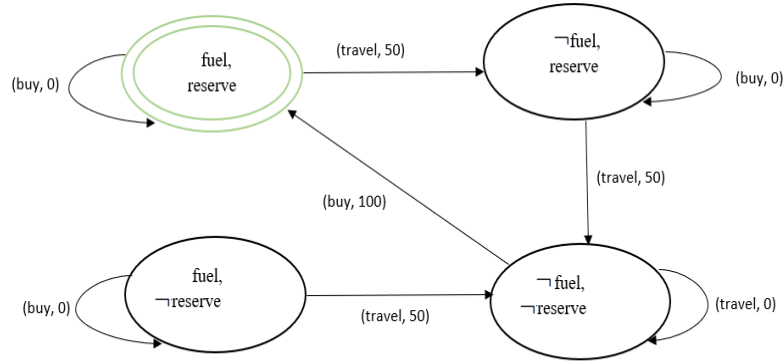 fuel,
reserve
(travel, 50)
¬fuel,
reserve
(buy, 0)
(buy, 0)
(travel, 50)
(buy, 100)
fuel,
¬reserve
(buy, 0)
(travel, 50)
¬ fuel,
¬reserve
(travel, 0)